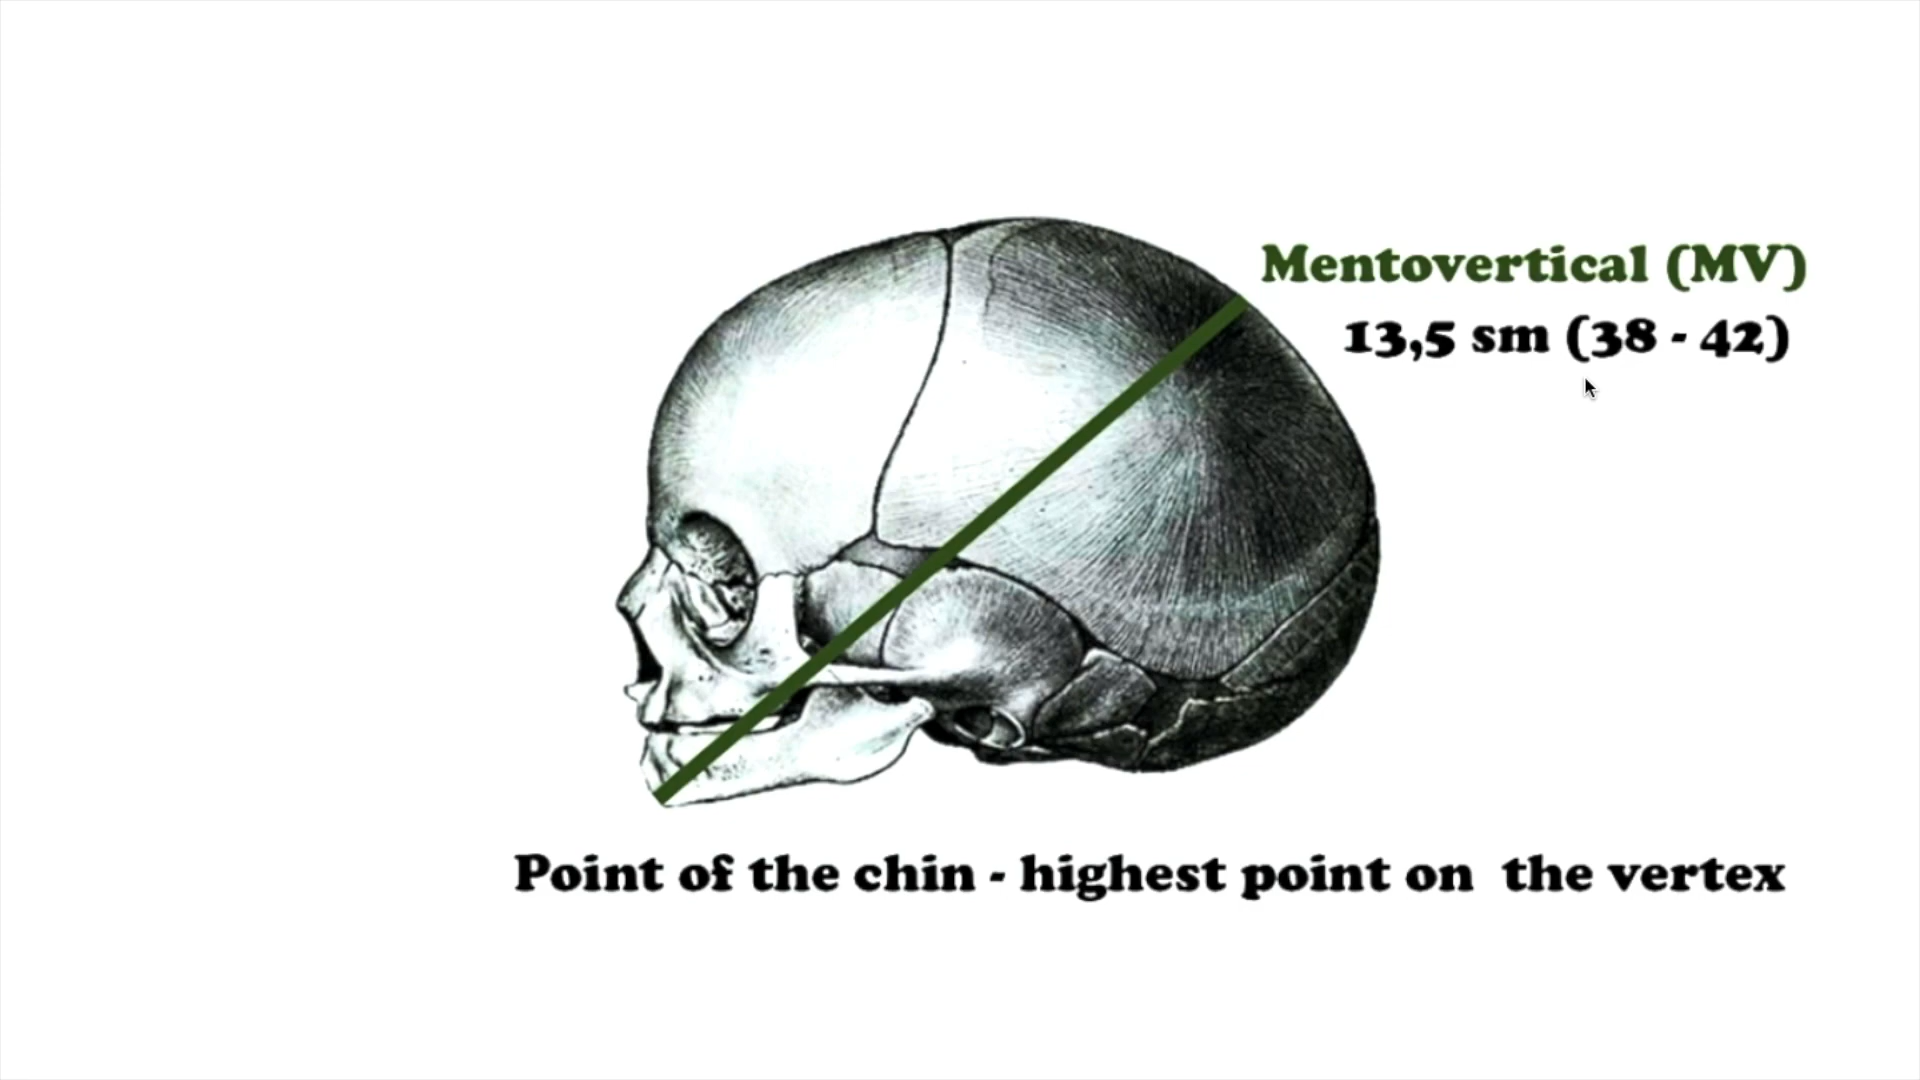 Mentovertical (MV)
13,5 sm (38 - 42)
Point of the chin - highest point on the vertex